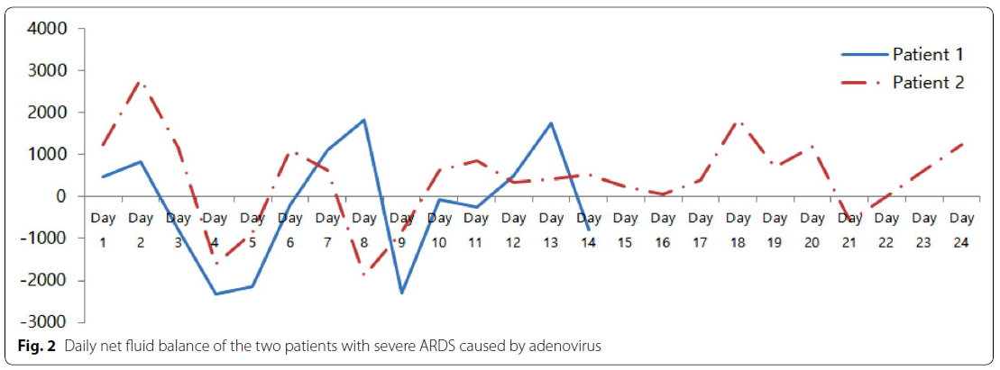 4000
3000
2000
1000
0
-1000
-2000
-3000
Patient 1
Patient 2
Day Day Day Day Day Day Day Day Day Day Day Day Day Day Day Day Day Day Day Day Day Day Day Day
1 2 3 4 5 6 7 8 9 10 11 12 13 14 15 16 17 18 19 20 21 22 23 24
Fig. 2 Daily net fluid balance of the two patients with severe ARDS caused by adenovirus